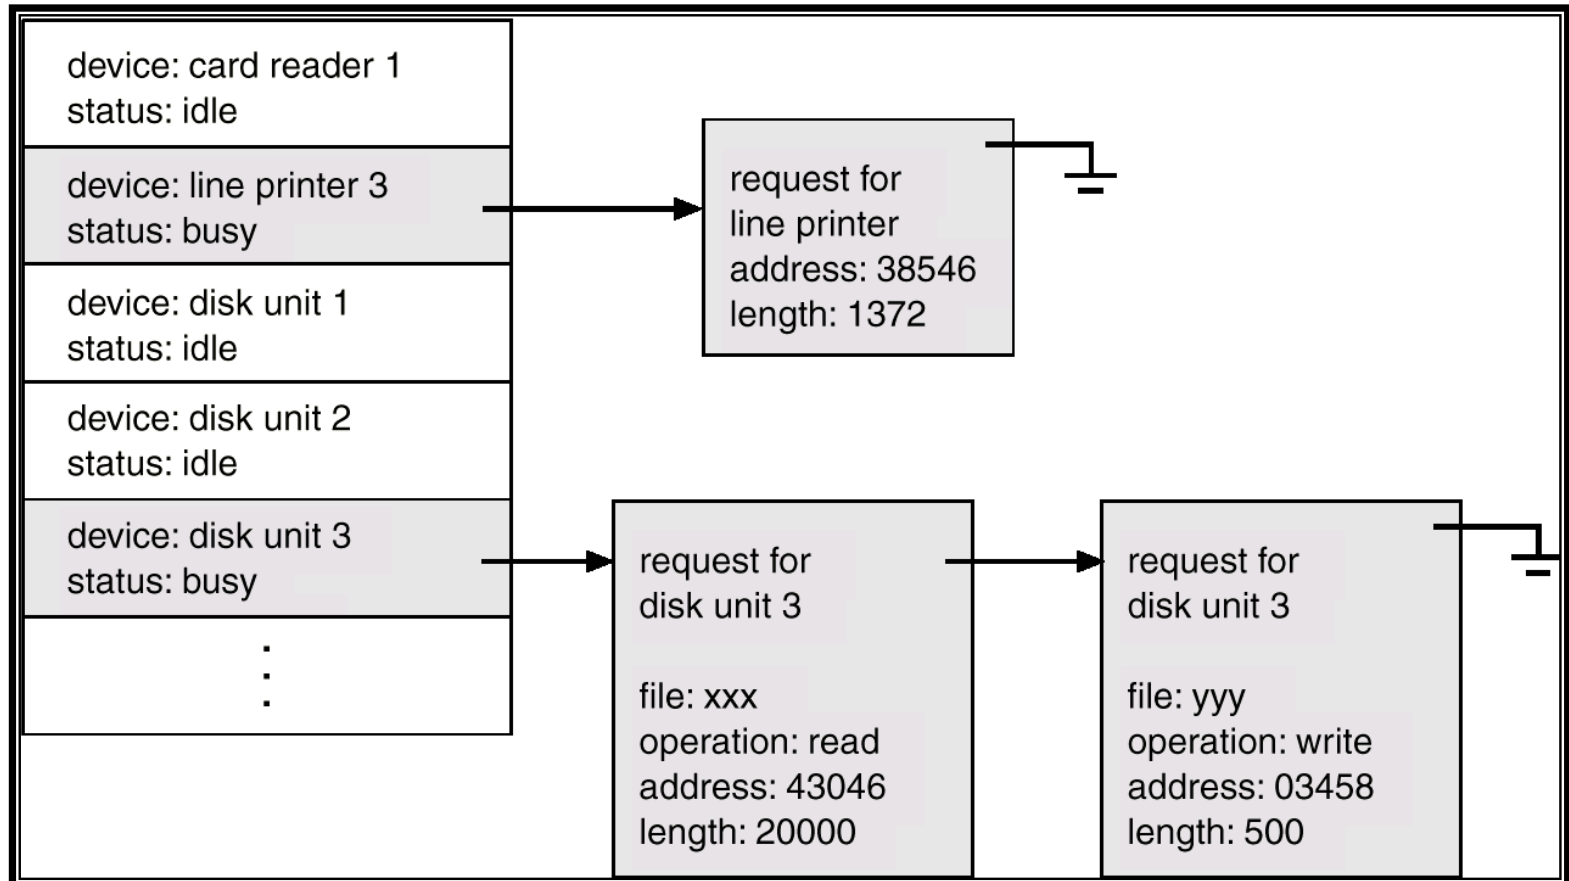 device: card reader 1
status: idle
device: line printer 3
status: busy
device: disk unit 1
status: idle
device: disk unit 2
status: idle
device: disk unit 3
status: busy
request for
line printer
address: 38546
length: 1372
request for
disk unit 3
file: xxx
operation: read
address: 43046
length: 20000
request for
disk unit 3
file: yyy
operation: write
address: 03458
length: 500